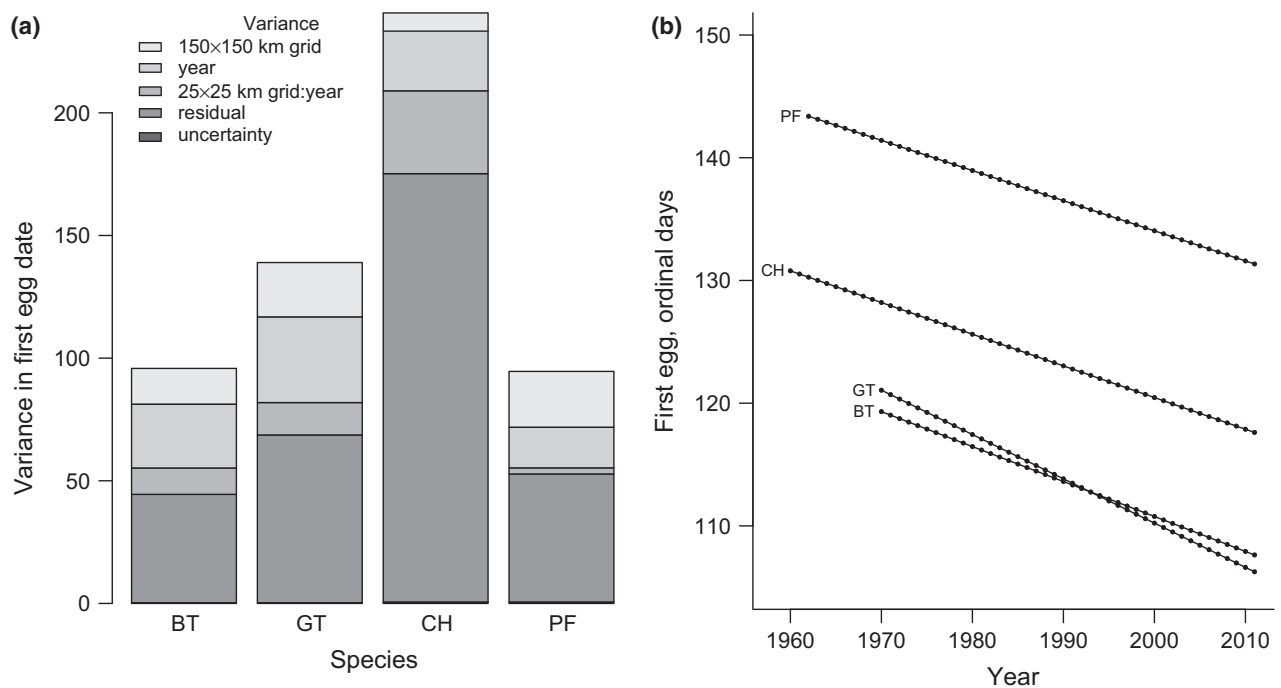 (a)
Variance
150×150 km grid
year
25×25 km grid:year
residual
uncertainty
200
150
100
50
0
Variance in first egg date
BT GT CH PF
Species
(b)
150
140
130
120
110
First egg, ordinal days
PF
CH
GT
BT
1960 1970 1980 1990 2000 2010
Year